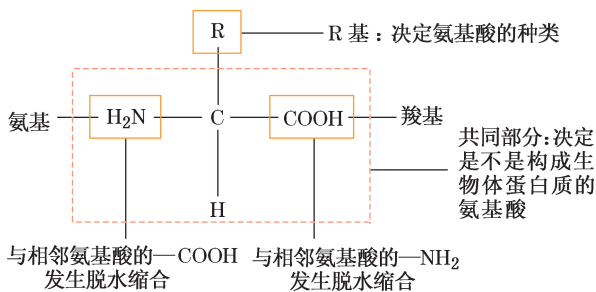 R
R基：决定氨基酸的种类
氨基
H₂N
C
COOH
羧基
H
共同部分：决定
是不是构成生
物体蛋白质的
氨基酸
与相邻氨基酸的—COOH
发生脱水缩合
与相邻氨基酸的—NH₂
发生脱水缩合